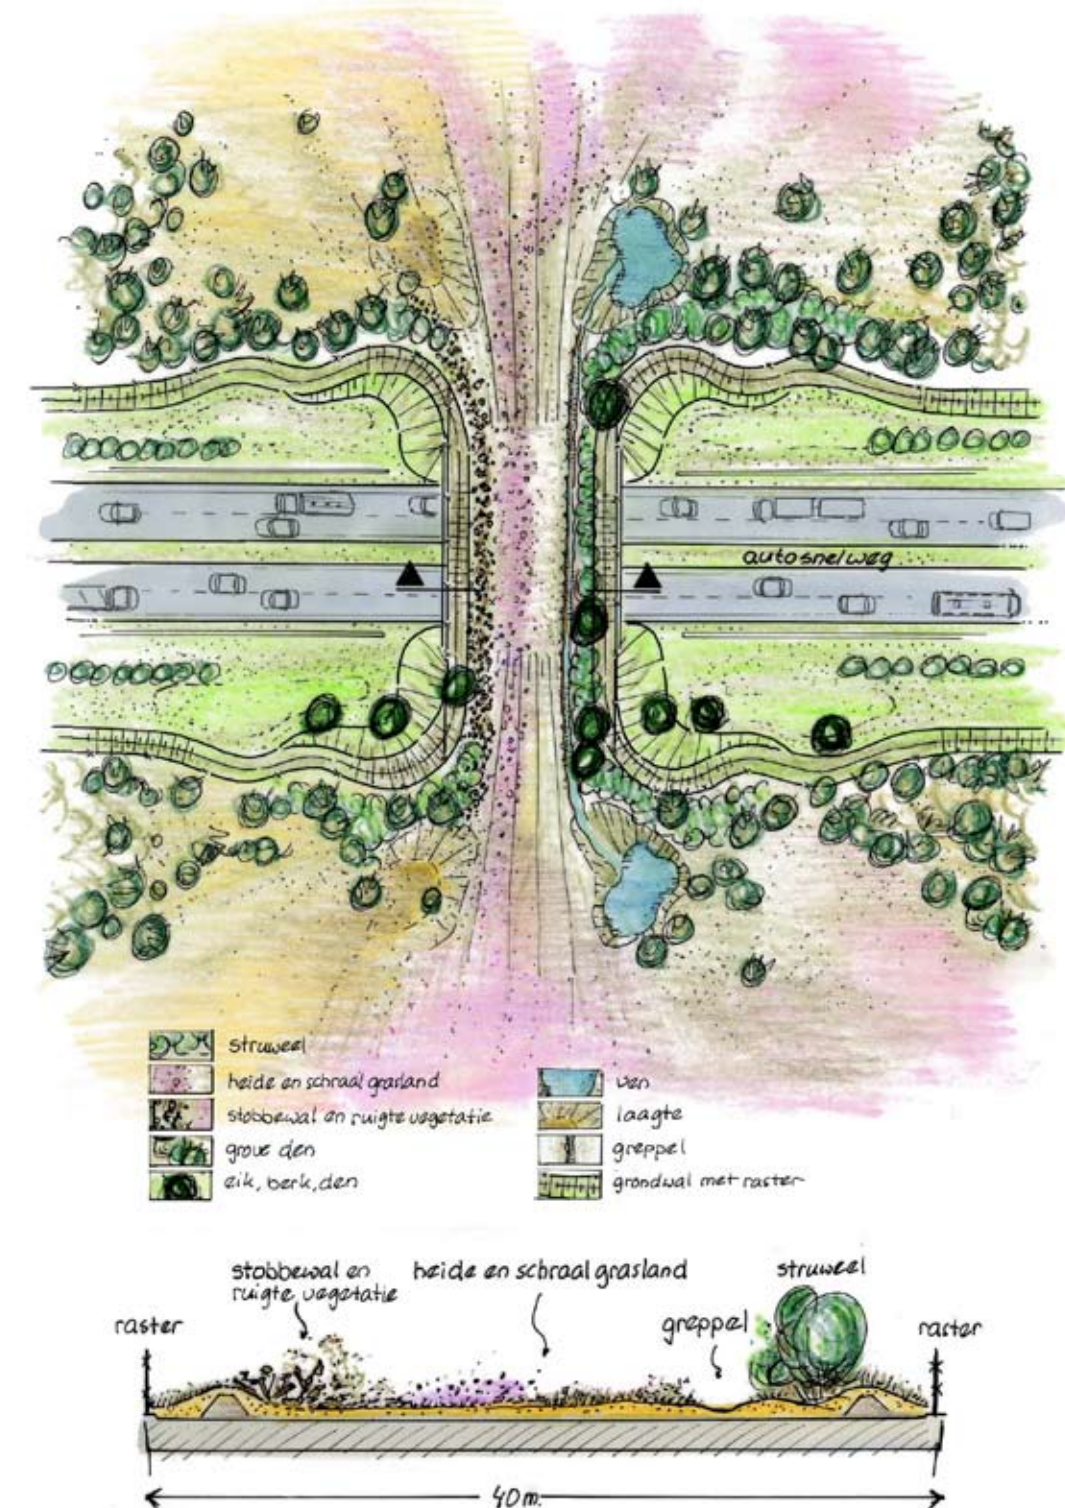 autosnelweg
struweel
heide en schraal grasland
stobbewal en ruigte vegetatie
grove den
eik, berk, den
ven
laagte
greppel
grondwal met raster
stobbewal en
ruigte vegetatie
heide en schraal grasland
struweel
raster
greppel
raster
40 m.